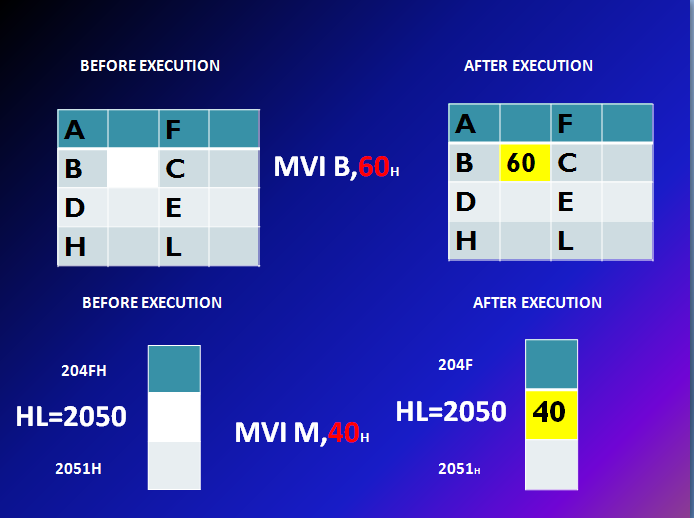 BEFORE EXECUTION
AFTER EXECUTION
A F
B C
D E
H L
MVI B,60H
A F
B 60 C
D E
H L
BEFORE EXECUTION
AFTER EXECUTION
204FH
HL=2050
2051H
MVI M,40H
204F
HL=2050 40
2051H